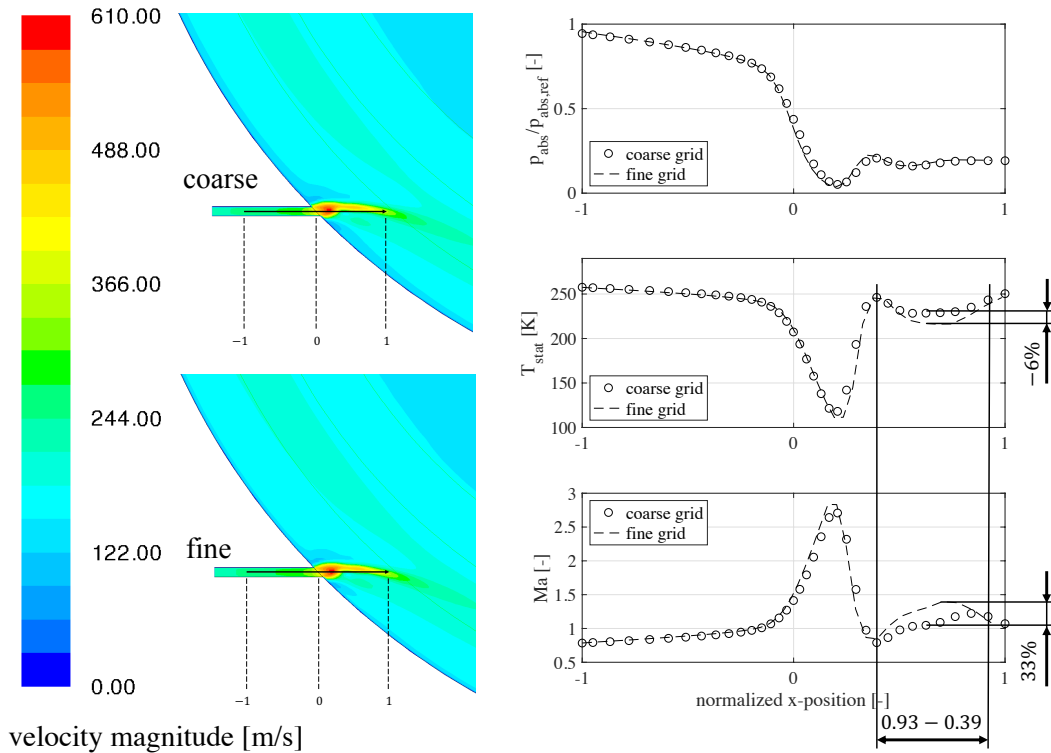 610.00
488.00
366.00
244.00
122.00
0.00
velocity magnitude [m/s]
coarse
−1
0
1
fine
−1
0
1
1
0.5
0
p_abs/p_abs,ref [-]
coarse grid
fine grid
-1
0
1
250
200
150
100
T_stat [K]
coarse grid
fine grid
-1
0
1
−6%
3
2.5
2
1.5
1
0.5
Ma [-]
coarse grid
fine grid
-1
0
1
normalized x-position [-]
33%
0.93 − 0.39